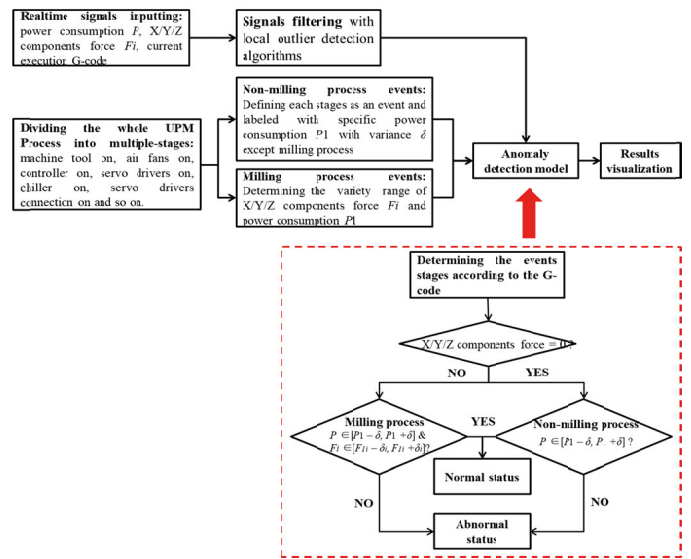 Realtime signals inputting:
power consumption P, X/Y/Z
components force Fi, current
execution G-code
Signals filtering with
local outlier detection
algorithms
Dividing the whole UPM
Process into multiple-stages:
machine tool on, air fans on,
controller on, servo drivers on,
chiller on, servo drivers
connection on and so on.
Non-milling process events:
Defining each stages as an event and
labeled with specific power
consumption P1 with variance δ
except milling process
Milling process events:
Determining the variety range of
X/Y/Z components force Fi and
power consumption P1
Anomaly
detection model
Results
visualization
Determining the events
stages according to the G-
code
X/Y/Z components force = 0 ?
NO
YES
Milling process
P ∈[P1 − δ, P1 +δ] &
Fi ∈[F1i − δi, F1i +δi]?
YES
Non-milling process
P ∈[P1 − δ, P +δ] ?
Normal status
NO
NO
Abnormal
status